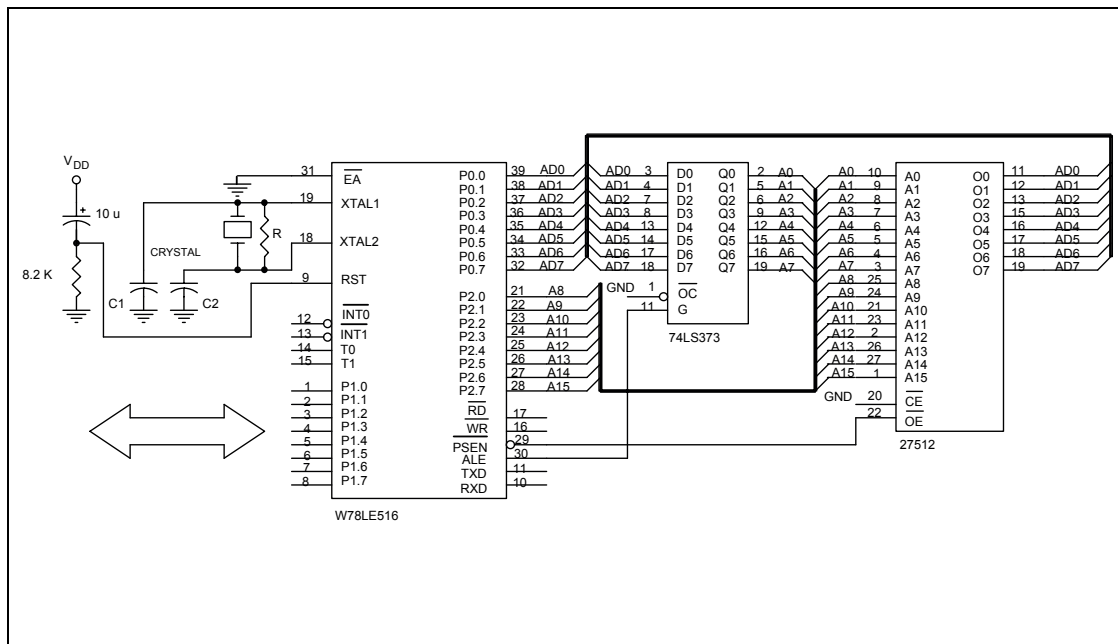 V DD
10 u
8.2 K
C1
C2
CRYSTAL
R
31 EA
19 XTAL1
18 XTAL2
9 RST
12 INT0
13 INT1
14 T0
15 T1
1 P1.0
2 P1.1
3 P1.2
4 P1.3
5 P1.4
6 P1.5
7 P1.6
8 P1.7
P0.0 39 AD0
P0.1 38 AD1
P0.2 37 AD2
P0.3 36 AD3
P0.4 35 AD4
P0.5 34 AD5
P0.6 33 AD6
P0.7 32 AD7
P2.0 21 A8
P2.1 22 A9
P2.2 23 A10
P2.3 24 A11
P2.4 25 A12
P2.5 26 A13
P2.6 27 A14
P2.7 28 A15
RD 17
WR 16
PSEN 29
ALE 30
TXD 11
RXD 10
W78LE516
AD0 3 D0 Q0 2 A0
AD1 4 D1 Q1 5 A1
AD2 7 D2 Q2 6 A2
AD3 8 D3 Q3 9 A3
AD4 13 D4 Q4 12 A4
AD5 14 D5 Q5 15 A5
AD6 17 D6 Q6 16 A6
AD7 18 D7 Q7 19 A7
GND 1 OC
11 G
74LS373
A0 10 A0 O0 11 AD0
A1 9 A1 O1 12 AD1
A2 8 A2 O2 13 AD2
A3 7 A3 O3 15 AD3
A4 6 A4 O4 16 AD4
A5 5 A5 O5 17 AD5
A6 4 A6 O6 18 AD6
A7 3 A7 O7 19 AD7
A8 25 A8
A9 24 A9
A10 21 A10
A11 23 A11
A12 2 A12
A13 26 A13
A14 27 A14
A15 1 A15
GND 20 CE
22 OE
27512